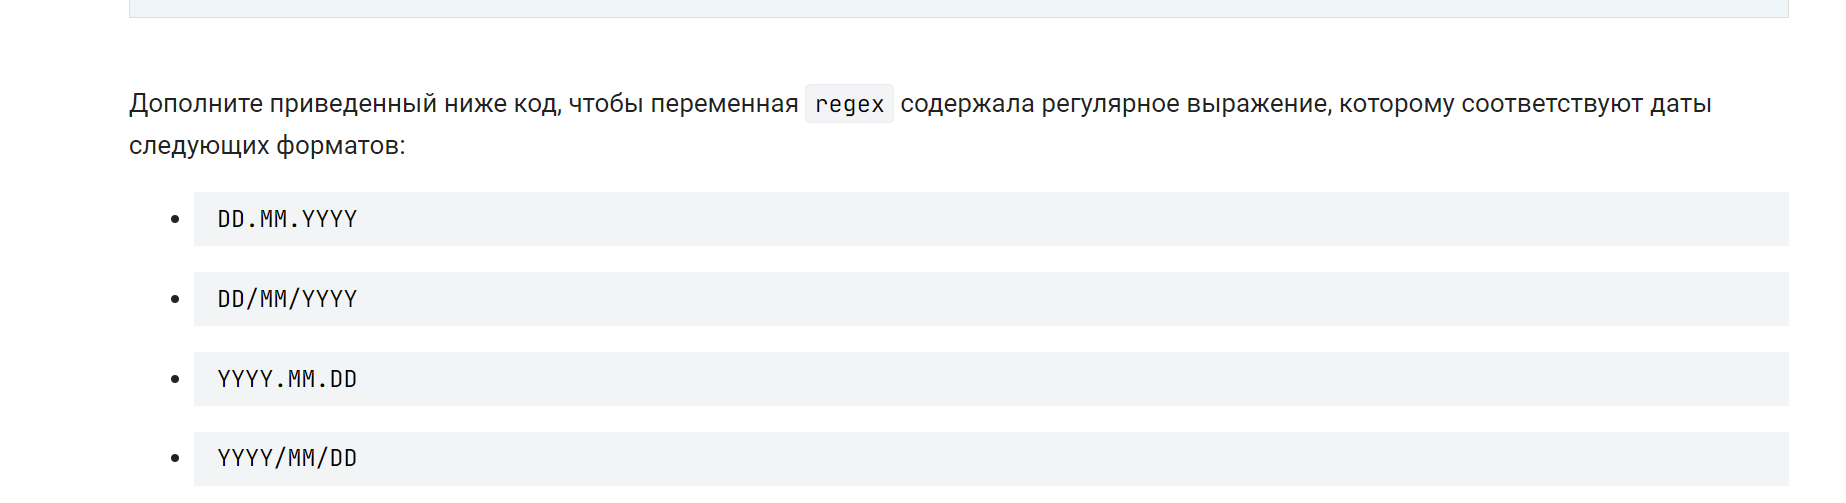 Дополните приведенный ниже код, чтобы переменная regex содержала регулярное выражение, которому соответствуют даты
следующих форматов:
• DD.MM.YYYY
• DD/MM/YYYY
• YYYY.MM.DD
• YYYY/MM/DD